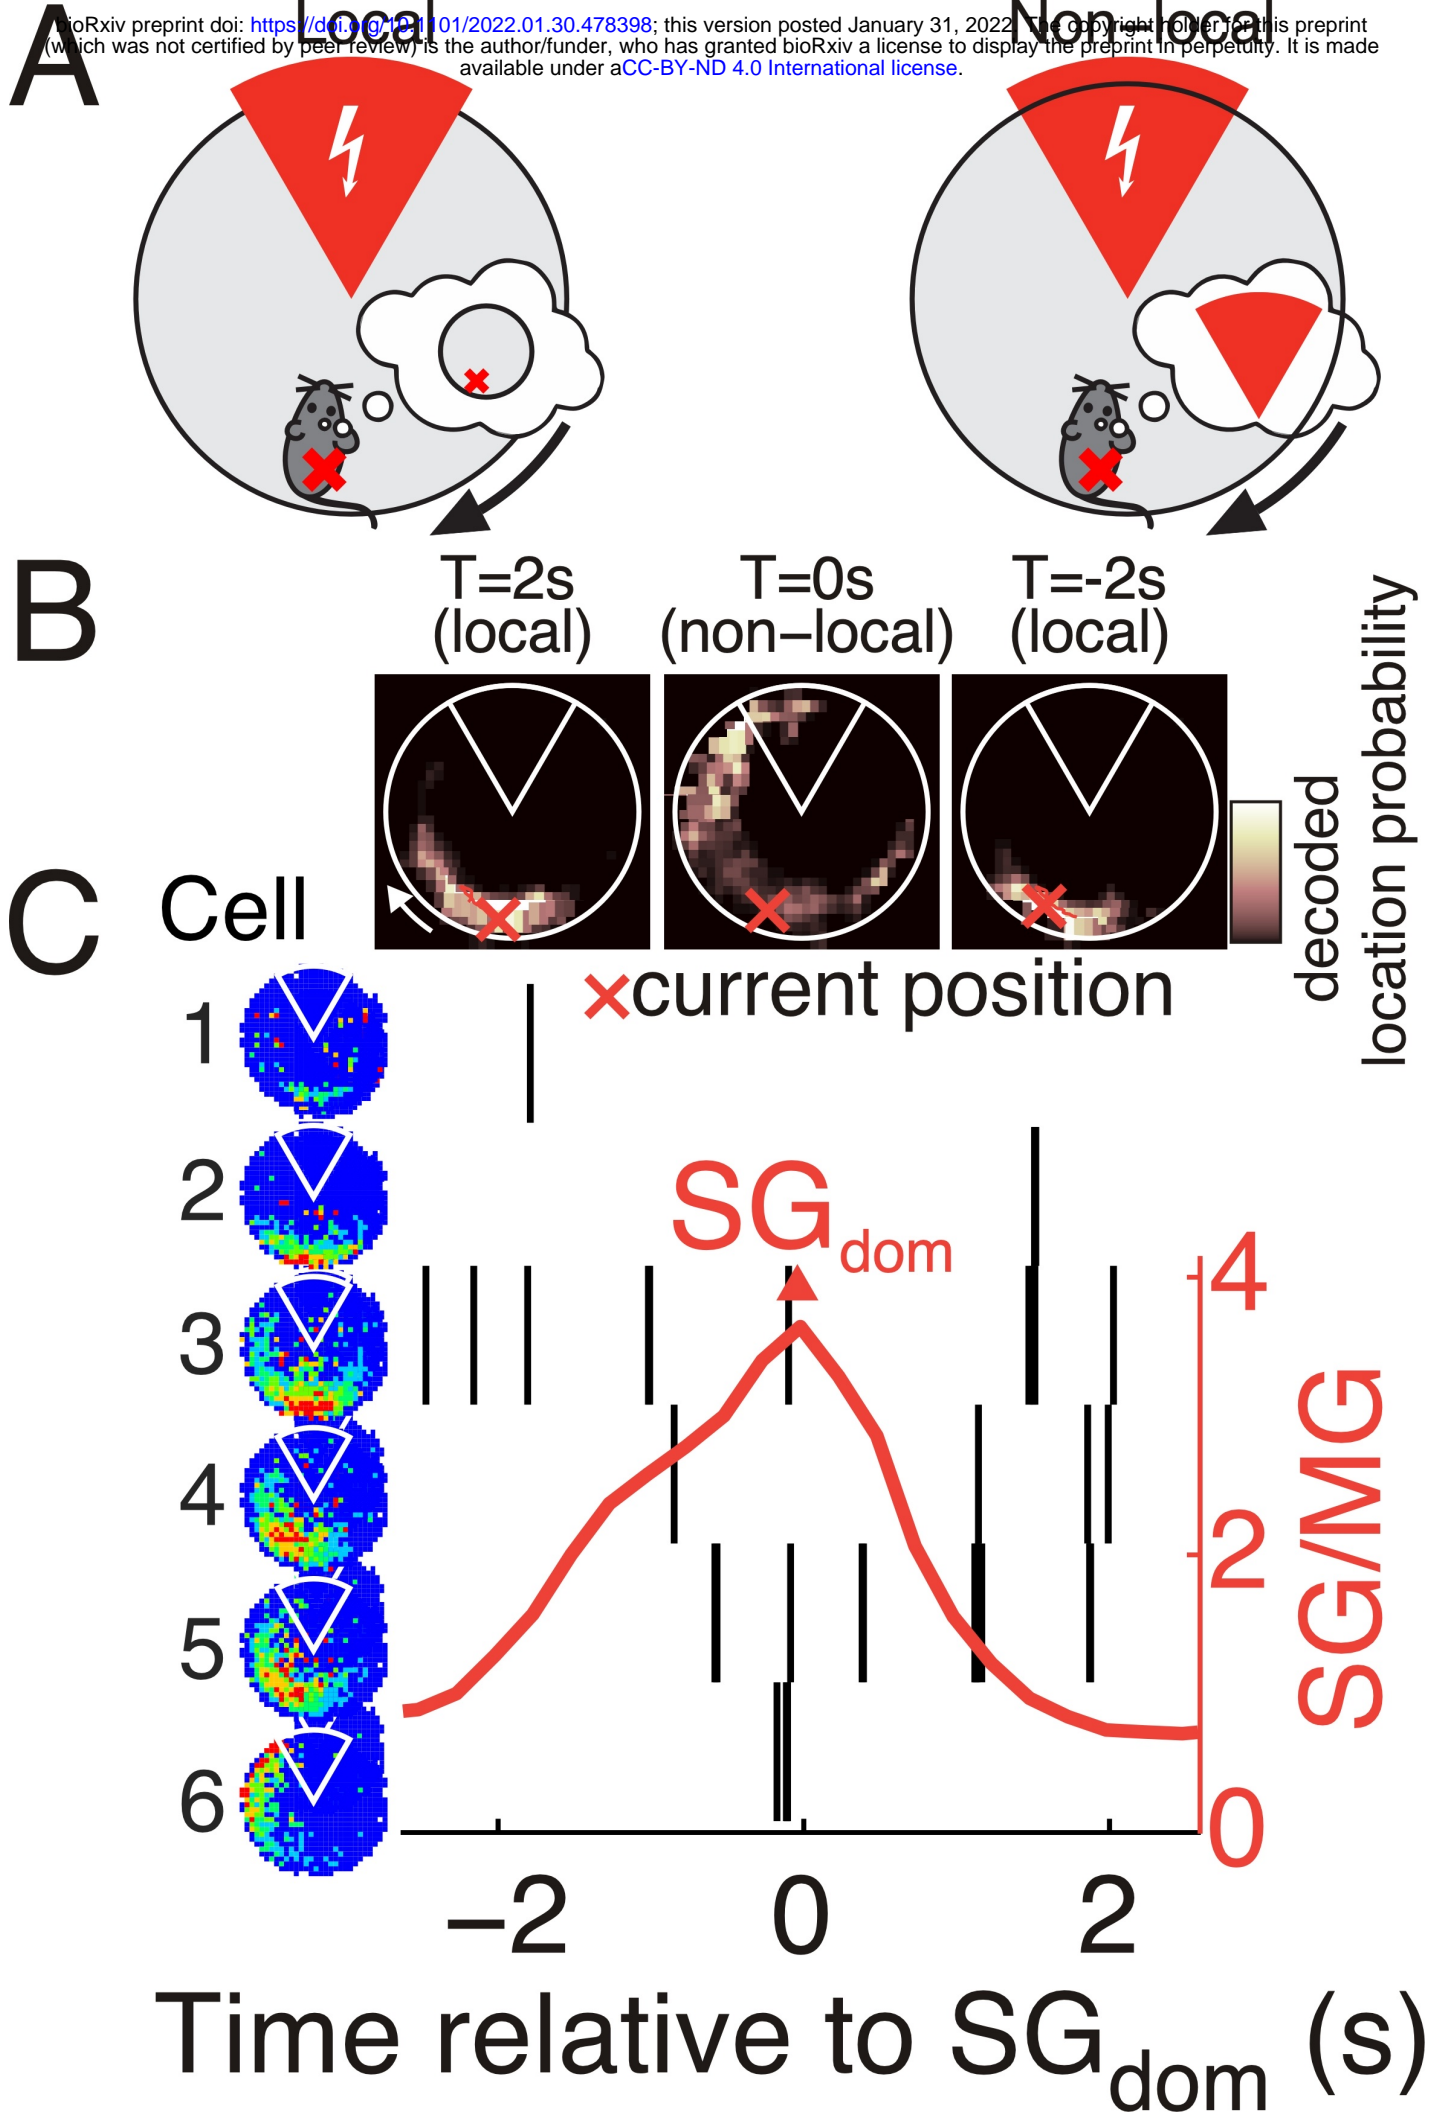 A
Local
Non-local
bioRxiv preprint doi: https://doi.org/10.1101/2022.01.30.478398; this version posted January 31, 2022. The copyright holder for this preprint
(which was not certified by peer review) is the author/funder, who has granted bioRxiv a license to display the preprint in perpetuity. It is made
available under aCC-BY-ND 4.0 International license.
B
T=2s
(local)
T=0s
(non–local)
T=-2s
(local)
decoded
location probability
C
Cell
×current position
1
2
3
4
5
6
SGdom
4
2
0
SG/MG
−2
0
2
Time relative to SGdom (s)